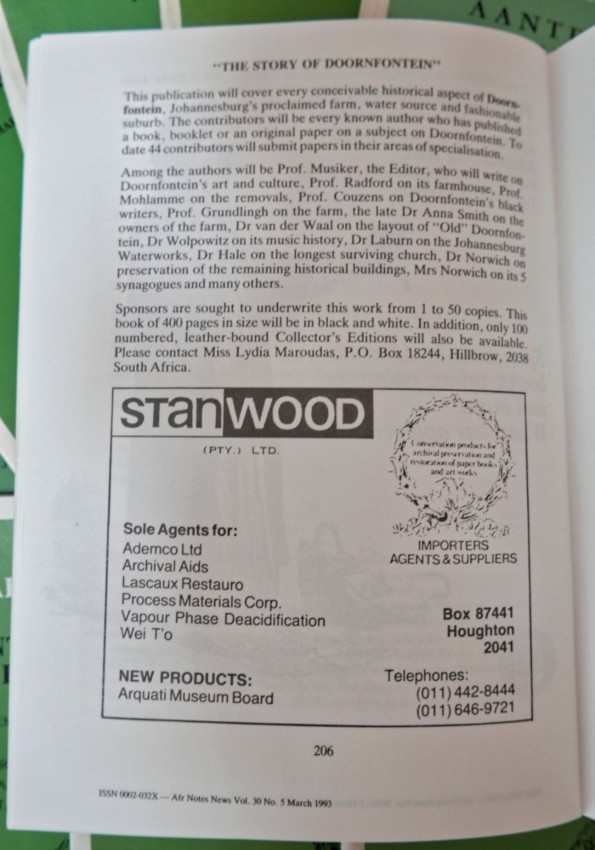 AANTE
"THE STORY OF DOORNFONTEIN"
This publication will cover every conceivable historical aspect of Doorn-
fontein, Johannesburg's proclaimed farm, water source and fashionable
suburb. The contributors will be every known author who has published
a book, booklet or an original paper on a subject on Doornfontein. To
date 44 contributors will submit papers in their areas of specialisation.
Among the authors will be Prof. Musiker, the Editor, who will write on
Doornfontein's art and culture, Prof. Radford on its farmhouse, Prof.
Mohlamme on the removals, Prof. Couzens on Doornfontein's black
writers, Prof. Grundlingh on the farm, the late Dr Anna Smith on the
owners of the farm, Dr van der Waal on the layout of "Old" Doornfon-
tein, Dr Wolpowitz on its music history, Dr Laburn on the Johannesburg
Waterworks, Dr Hale on the longest surviving church, Dr Norwich on
preservation of the remaining historical buildings, Mrs Norwich on its 5
synagogues and many others.
Sponsors are sought to underwrite this work from 1 to 50 copies. This
book of 400 pages in size will be in black and white. In addition, only 100
numbered, leather-bound Collector's Editions will also be available.
Please contact Miss Lydia Maroudas, P.O. Box 18244, Hillbrow, 2038
South Africa.
stanWOOD
(PTY.) LTD.
Conservation products for
archival preservation and
restoration of paper books
and art works
IMPORTERS
AGENTS & SUPPLIERS
Sole Agents for:
Ademco Ltd
Archival Aids
Lascaux Restauro
Process Materials Corp.
Vapour Phase Deacidification
Wei T'o
Box 87441
Houghton
2041
NEW PRODUCTS:
Arquati Museum Board
Telephones:
(011) 442-8444
(011) 646-9721
206
ISSN 0002-032X — Afr Notes News Vol. 30 No. 5 March 1993